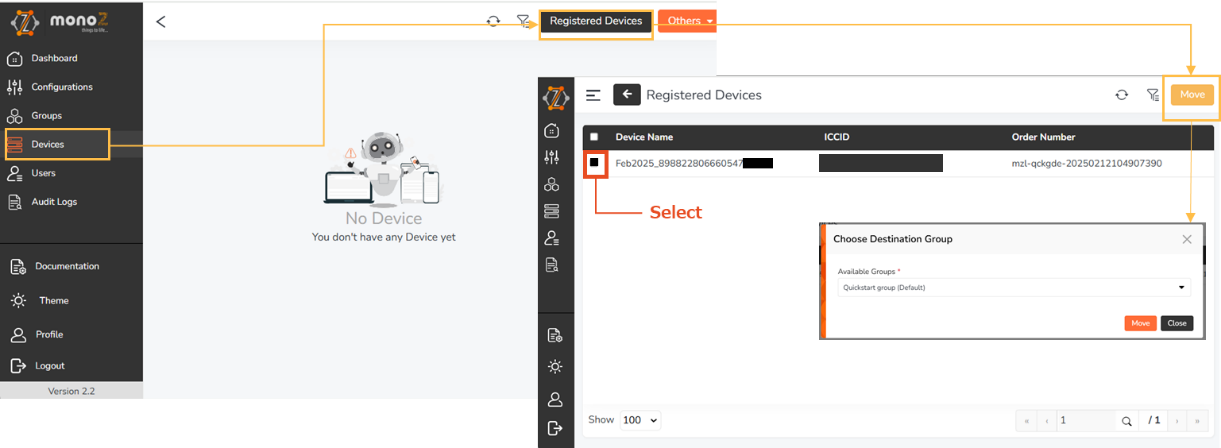 monoZ
things to life...
Dashboard
Configurations
Groups
Devices
Users
Audit Logs
Documentation
Theme
Profile
Logout
Version 2.2
Registered Devices
Others
No Device
You don't have any Device yet
Registered Devices
Move
Device Name
ICCID
Order Number
Feb2025_898822806660547
mzl-qckgde-20250212104907390
Select
Choose Destination Group
Available Groups *
Quickstart group (Default)
Move
Close
Show
100
«
‹
1
/ 1
›
»